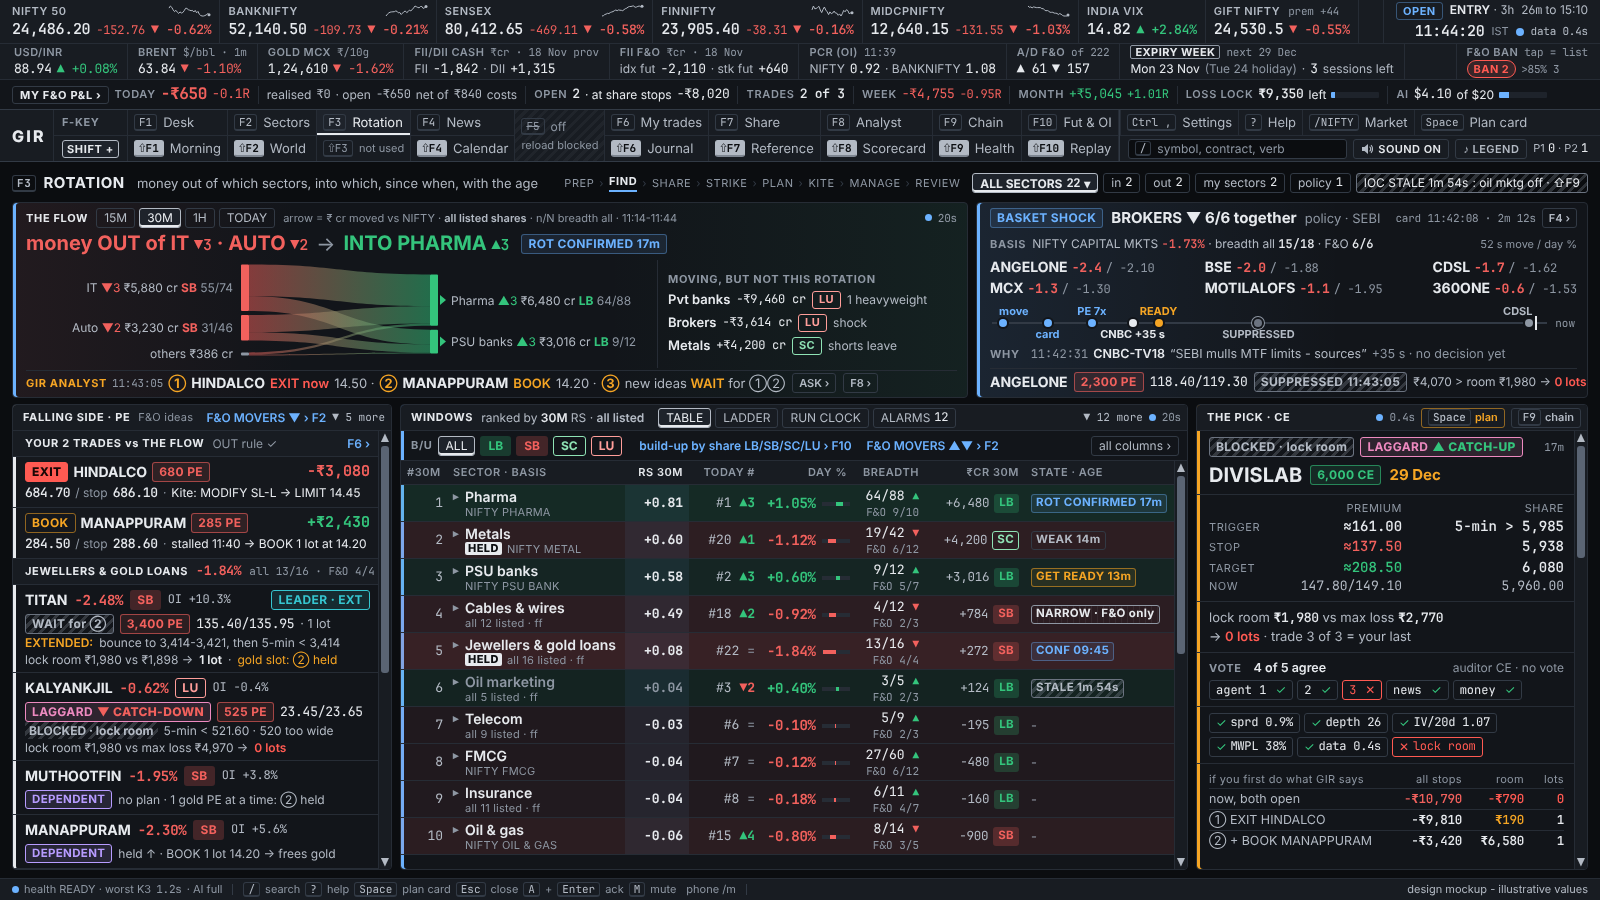 NIFTY 50 24,486.20 -152.76 ▼ -0.62%
BANKNIFTY 52,140.50 -109.73 ▼ -0.21%
SENSEX 80,412.65 -469.11 ▼ -0.58%
FINNIFTY 23,905.40 -38.31 ▼ -0.16%
MIDCPNIFTY 12,640.15 -131.55 ▼ -1.03%
INDIA VIX 14.82 ▲ +2.84%
GIFT NIFTY prem +44 24,530.5 ▼ -0.55%
OPEN ENTRY · 3h 26m to 15:10
11:44:20 IST ● data 0.4s
USD/INR 88.94 ▲ +0.08%
BRENT $/bbl · 1m 63.84 ▼ -1.10%
GOLD MCX ₹/10g 1,24,610 ▼ -1.62%
FII/DII CASH ₹cr · 18 Nov prov FII -1,842 · DII +1,315
FII F&O ₹cr · 18 Nov idx fut -2,110 · stk fut +640
PCR (OI) 11:39 NIFTY 0.92 · BANKNIFTY 1.08
A/D F&O of 222 ▲ 61 ▼ 157
EXPIRY WEEK next 29 Dec Mon 23 Nov (Tue 24 holiday) · 3 sessions left
F&O BAN tap = list BAN 2 >85% 3
MY F&O P&L › TODAY -₹650 -0.1R realised ₹0 · open -₹650 net of ₹840 costs OPEN 2 · at share stops -₹8,020 TRADES 2 of 3 WEEK -₹4,755 -0.95R MONTH +₹5,045 +1.01R LOSS LOCK ₹9,350 left AI $4.10 of $20
GIR
F-KEY F1 Desk F2 Sectors F3 Rotation F4 News F5 off F6 My trades F7 Share F8 Analyst F9 Chain F10 Fut & OI Ctrl , Settings ? Help /NIFTY Market Space Plan card
SHIFT + ⇧F1 Morning ⇧F2 World ⇧F3 not used ⇧F4 Calendar reload blocked ⇧F6 Journal ⇧F7 Reference ⇧F8 Scorecard ⇧F9 Health ⇧F10 Replay / symbol, contract, verb SOUND ON ♪ LEGEND P1 0 · P2 1
F3 ROTATION money out of which sectors, into which, since when, with the age PREP › FIND › SHARE › STRIKE › PLAN › KITE › MANAGE › REVIEW ALL SECTORS 22 ▾ in 2 out 2 my sectors 2 policy 1 IOC STALE 1m 54s : oil mktg off · ⇧F9
THE FLOW 15M 30M 1H TODAY arrow = ₹ cr moved vs NIFTY · all listed shares · n/N breadth all · 11:14-11:44 ● 20s
money OUT of IT ▼3 · AUTO ▼2 → INTO PHARMA ▲3 ROT CONFIRMED 17m
IT ▼3 ₹5,880 cr SB 55/74
Auto ▼2 ₹3,230 cr SB 31/46
others ₹386 cr
Pharma ▲3 ₹6,480 cr LB 64/88
PSU banks ▲3 ₹3,016 cr LB 9/12
MOVING, BUT NOT THIS ROTATION
Pvt banks -₹9,460 cr LU 1 heavyweight
Brokers -₹3,614 cr LU shock
Metals +₹4,200 cr SC shorts leave
GIR ANALYST 11:43:05 ① HINDALCO EXIT now 14.50 · ② MANAPPURAM BOOK 14.20 · ③ new ideas WAIT for ①② ASK › F8 ›
BASKET SHOCK BROKERS ▼ 6/6 together policy · SEBI card 11:42:08 · 2m 12s F4 ›
BASIS NIFTY CAPITAL MKTS -1.73% · breadth all 15/18 · F&O 6/6 52 s move / day %
ANGELONE -2.4 / -2.10 BSE -2.0 / -1.88 CDSL -1.7 / -1.62
MCX -1.3 / -1.30 MOTILALOFS -1.1 / -1.95 360ONE -0.6 / -1.53
move PE 7x READY CDSL
now
card CNBC +35 s SUPPRESSED
WHY 11:42:31 CNBC-TV18 “SEBI mulls MTF limits - sources” +35 s · no decision yet
ANGELONE 2,300 PE 118.40/119.30 SUPPRESSED 11:43:05 ₹4,070 > room ₹1,980 → 0 lots
FALLING SIDE · PE F&O ideas F&O MOVERS ▼ › F2 ▼ 5 more
YOUR 2 TRADES vs THE FLOW OUT rule ✓ F6 ›
EXIT HINDALCO 680 PE -₹3,080
684.70 / stop 686.10 · Kite: MODIFY SL-L → LIMIT 14.45
BOOK MANAPPURAM 285 PE +₹2,430
284.50 / stop 288.60 · stalled 11:40 → BOOK 1 lot at 14.20
JEWELLERS & GOLD LOANS -1.84% all 13/16 · F&O 4/4
TITAN -2.48% SB OI +10.3% LEADER · EXT
WAIT for ② 3,400 PE 135.40/135.95 · 1 lot
EXTENDED: bounce to 3,414-3,421, then 5-min < 3,414
lock room ₹1,980 vs ₹1,898 → 1 lot · gold slot: ② held
KALYANKJIL -0.62% LU OI -0.4%
LAGGARD ▼ CATCH-DOWN 525 PE 23.45/23.65
BLOCKED · lock room 5-min < 521.60 · 520 too wide
lock room ₹1,980 vs max loss ₹4,970 → 0 lots
MUTHOOTFIN -1.95% SB OI +3.8%
DEPENDENT no plan · 1 gold PE at a time: ② held
MANAPPURAM -2.30% SB OI +5.6%
DEPENDENT held ↑ · BOOK 1 lot 14.20 → frees gold
WINDOWS ranked by 30M RS · all listed TABLE LADDER RUN CLOCK ALARMS 12 ▼ 12 more ● 20s
B/U ALL LB SB SC LU build-up by share LB/SB/SC/LU › F10 F&O MOVERS ▲▼ › F2 all columns ›
#30M SECTOR · BASIS RS 30M TODAY # DAY % BREADTH ₹CR 30M STATE · AGE
1 ▸ Pharma +0.81 #1 ▲3 +1.05% 64/88 ▲ +6,480 LB ROT CONFIRMED 17m
NIFTY PHARMA F&O 9/10
2 ▸ Metals +0.60 #20 ▲1 -1.12% 19/42 ▼ +4,200 SC WEAK 14m
HELD NIFTY METAL F&O 6/12
3 ▸ PSU banks +0.58 #2 ▲3 +0.60% 9/12 ▲ +3,016 LB GET READY 13m
NIFTY PSU BANK F&O 5/7
4 ▸ Cables & wires +0.49 #18 ▲2 -0.92% 4/12 ▼ +784 SB NARROW · F&O only
all 12 listed · ff F&O 2/3
5 ▸ Jewellers & gold loans +0.08 #22 = -1.84% 13/16 ▼ +272 SB CONF 09:45
HELD all 16 listed · ff F&O 4/4
6 ▸ Oil marketing +0.04 #3 ▼2 +0.40% 3/5 ▲ +124 LB STALE 1m 54s
all 5 listed · ff F&O 2/3
7 ▸ Telecom -0.03 #6 = -0.10% 5/9 ▲ -195 LB -
all 9 listed · ff F&O 2/3
8 ▸ FMCG -0.04 #7 = -0.12% 27/60 ▲ -480 LB -
NIFTY FMCG F&O 6/12
9 ▸ Insurance -0.04 #8 = -0.18% 6/11 ▲ -160 LB -
all 11 listed · ff F&O 4/7
10 ▸ Oil & gas -0.06 #15 ▲4 -0.80% 8/14 ▼ -900 SB -
NIFTY OIL & GAS F&O 3/5
THE PICK · CE ● 0.4s Space plan F9 chain
BLOCKED · lock room LAGGARD ▲ CATCH-UP 17m
DIVISLAB 6,000 CE 29 Dec
PREMIUM SHARE
TRIGGER ≈161.00 5-min > 5,985
STOP ≈137.50 5,938
TARGET ≈208.50 6,080
NOW 147.80/149.10 5,960.00
lock room ₹1,980 vs max loss ₹2,770
→ 0 lots · trade 3 of 3 = your last
VOTE 4 of 5 agree auditor CE · no vote
agent 1 ✓ 2 ✓ 3 ✕ news ✓ money ✓
✓ sprd 0.9% ✓ depth 26 ✓ IV/20d 1.07
✓ MWPL 38% ✓ data 0.4s ✕ lock room
if you first do what GIR says all stops room lots
now, both open -₹10,790 -₹790 0
① EXIT HINDALCO -₹9,810 ₹190 1
② + BOOK MANAPPURAM -₹3,420 ₹6,580 1
● health READY · worst K3 1.2s · AI full / search ? help Space plan card Esc close A + Enter ack M mute phone /m design mockup - illustrative values